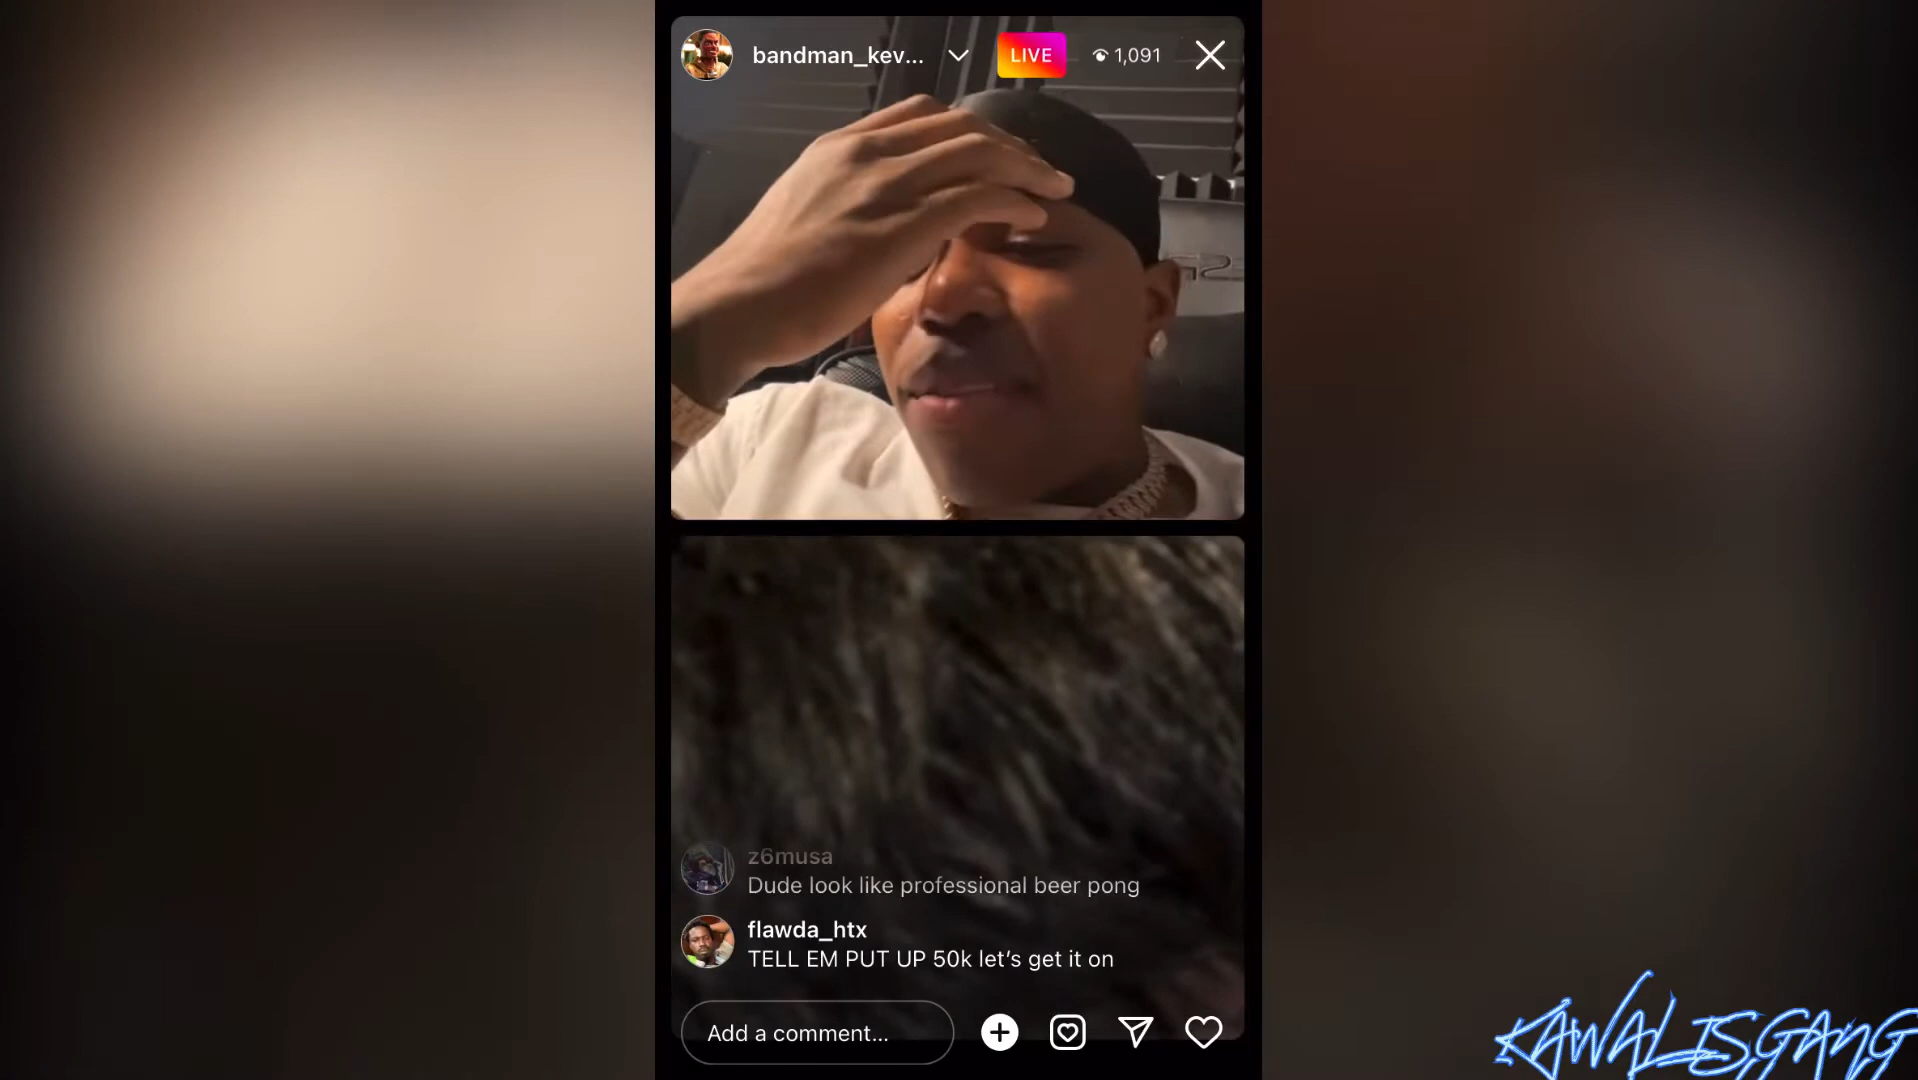 bandman_kev...
LIVE
1,091
z6musa
Dude look like professional beer pong
flawda_htx
TELL EM PUT UP 50k let’s get it on
Add a comment...
KAWALISGANG